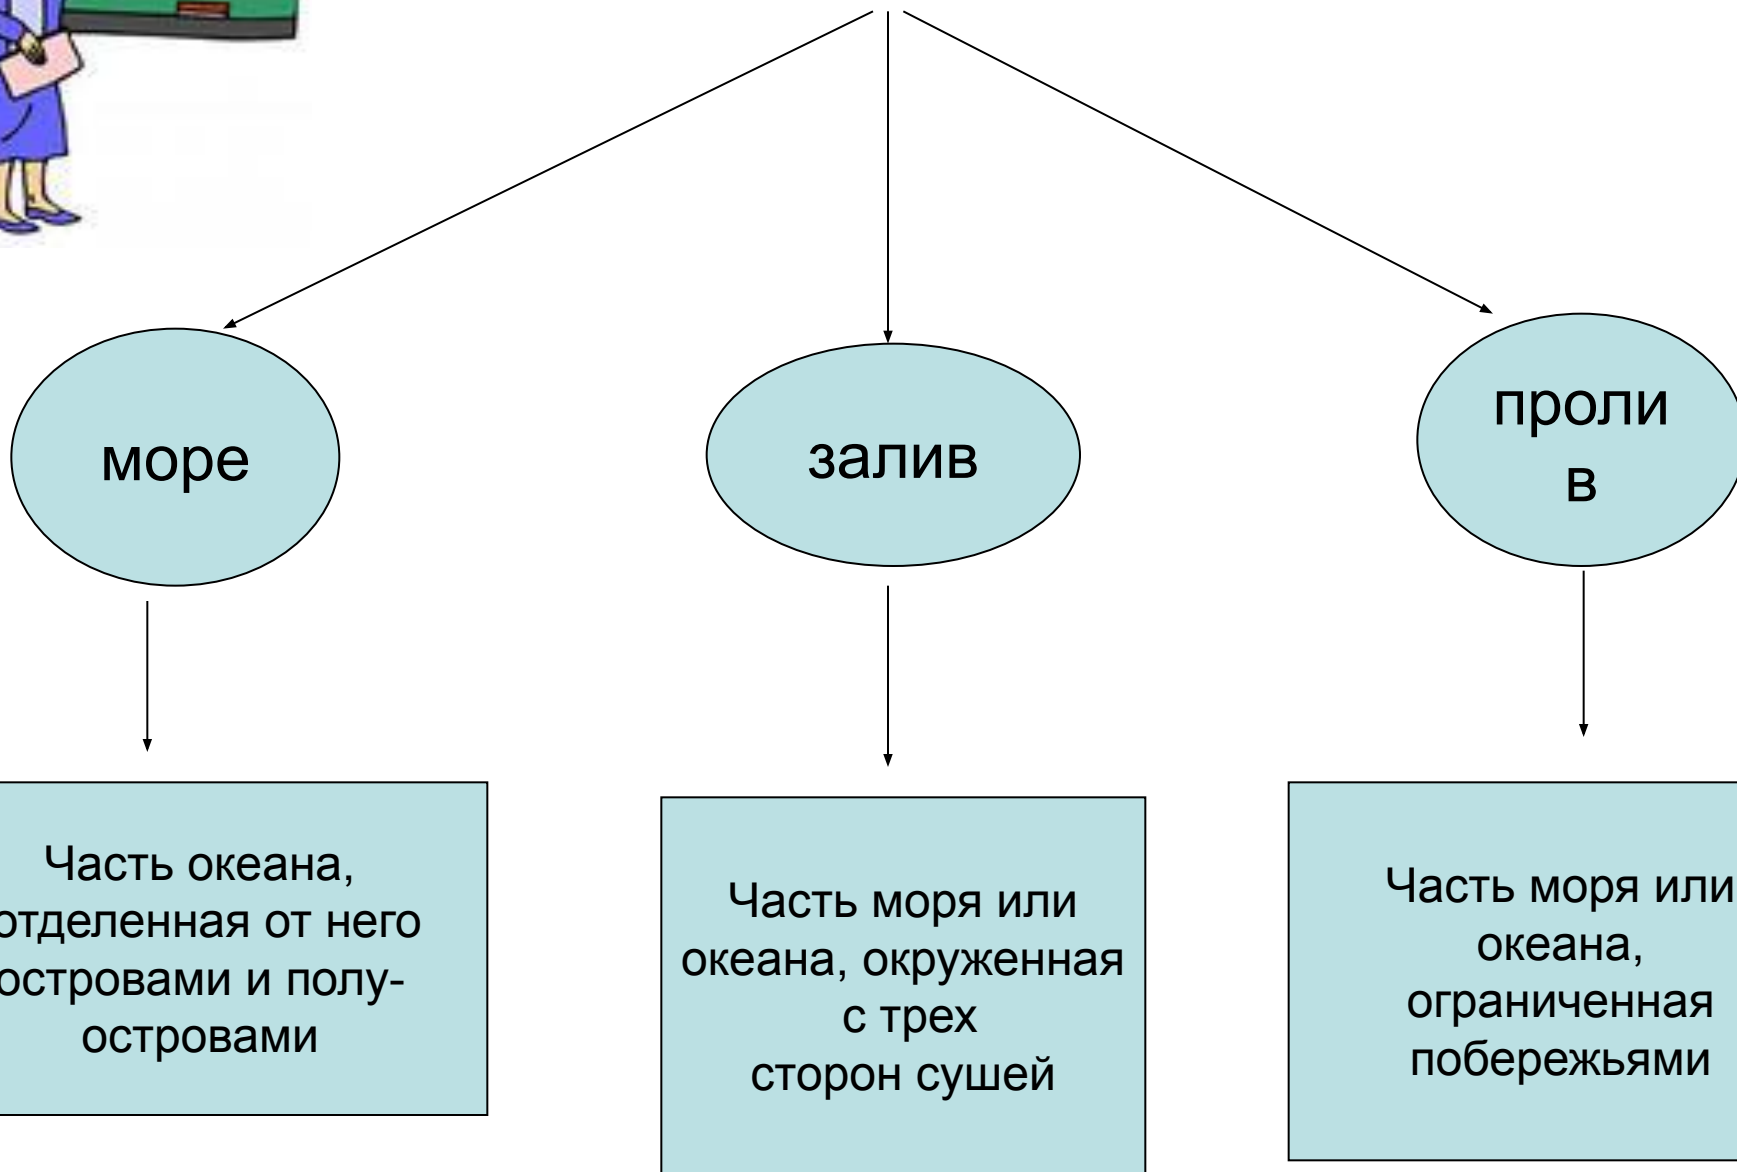 море
залив
проли
в
Часть океана,
отделенная от него
островами и полу-
островами
Часть моря или
океана, окруженная
с трех
сторон сушей
Часть моря или
океана,
ограниченная
побережьями